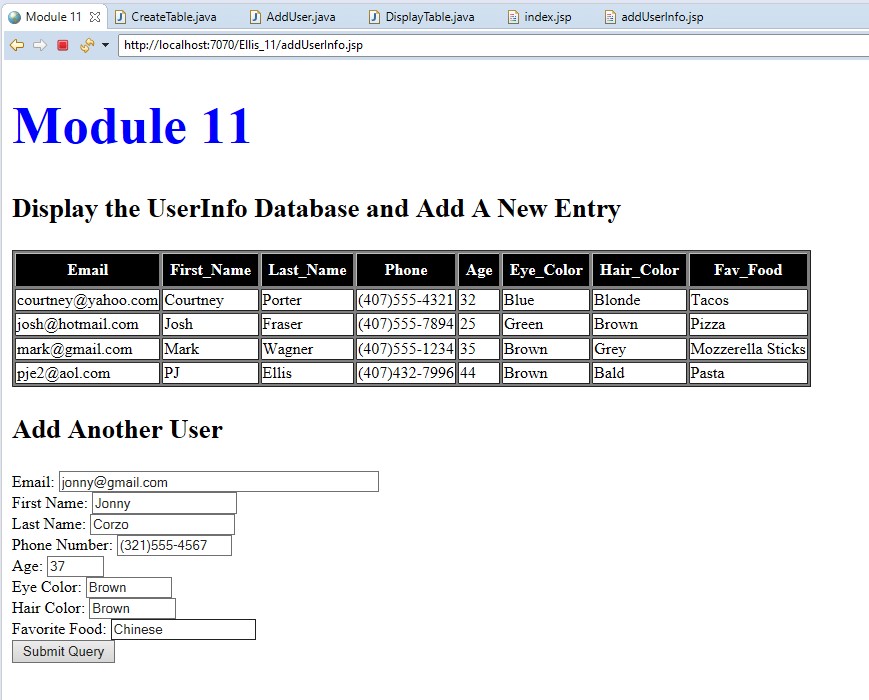 Module 11 CreateTable.java AddUser.java DisplayTable.java index.jsp addUserInfo.jsp
http://localhost:7070/Ellis_11/addUserInfo.jsp
Module 11
Display the UserInfo Database and Add A New Entry
Email First_Name Last_Name Phone Age Eye_Color Hair_Color Fav_Food
courtney@yahoo.com Courtney Porter (407)555-4321 32 Blue Blonde Tacos
josh@hotmail.com Josh Fraser (407)555-7894 25 Green Brown Pizza
mark@gmail.com Mark Wagner (407)555-1234 35 Brown Grey Mozzerella Sticks
pje2@aol.com PJ Ellis (407)432-7996 44 Brown Bald Pasta
Add Another User
Email: jonny@gmail.com
First Name: Jonny
Last Name: Corzo
Phone Number: (321)555-4567
Age: 37
Eye Color: Brown
Hair Color: Brown
Favorite Food: Chinese
Submit Query